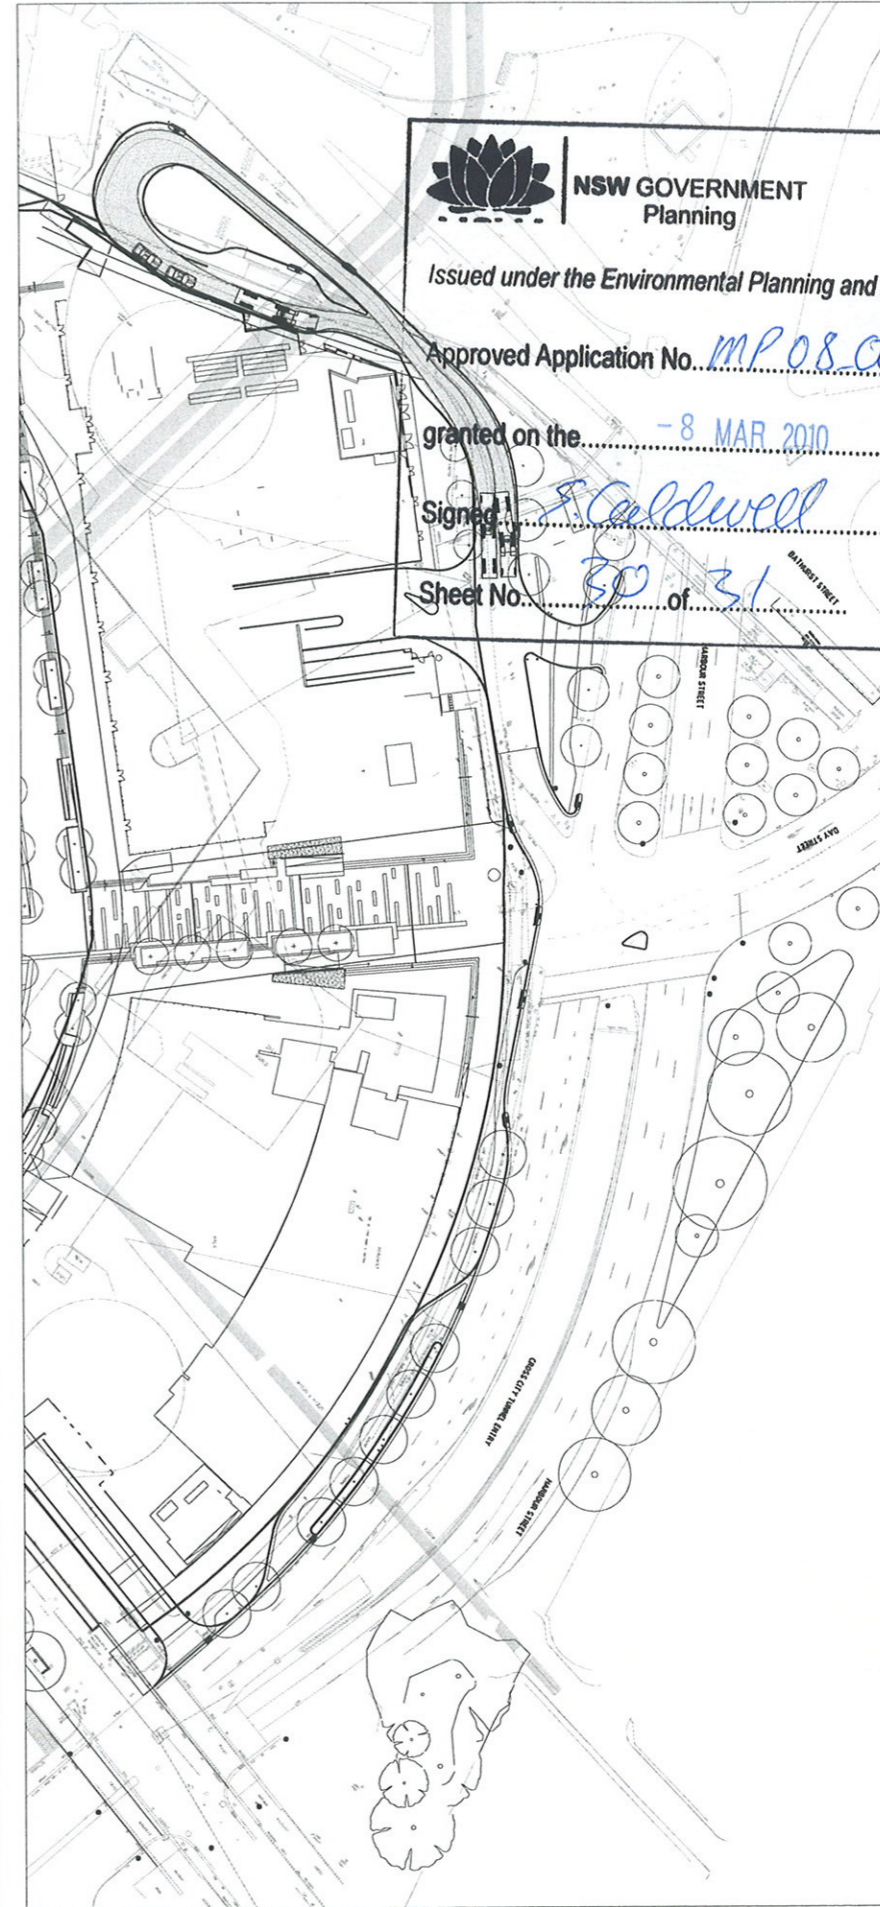 NSW GOVERNMENT
Planning
Issued under the Environmental Planning and
Approved Application No. MP 08_0
granted on the - 8 MAR 2010
Signed S. Caldwell
Sheet No. 30 of 31
BATHURST STREET
HARBOUR STREET
DAY STREET
CROSS CITY TUNNEL ENTRY
HARBOUR STREET